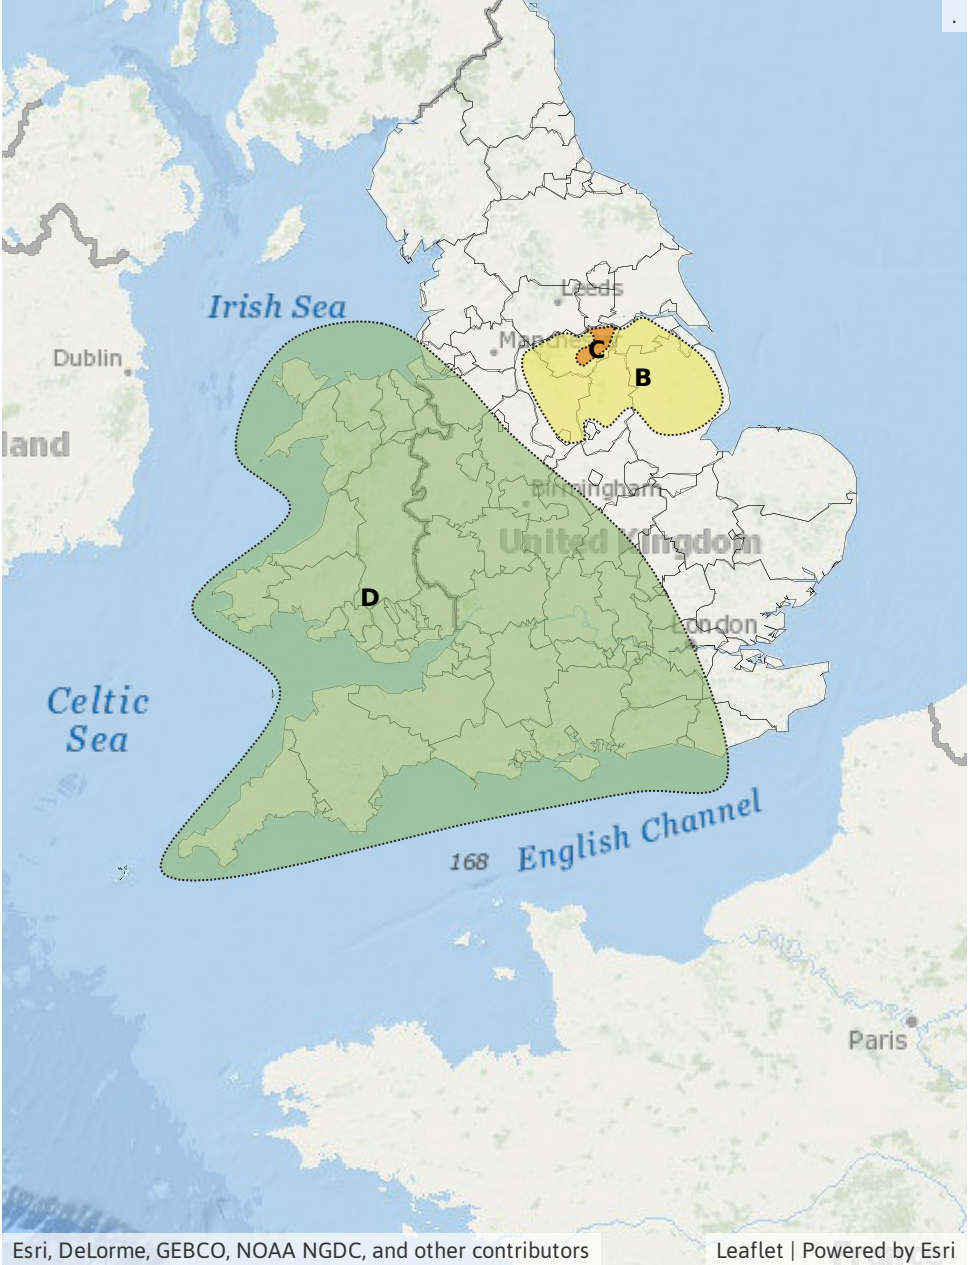 .
Irish Sea
Leeds
Manchester
Dublin
C
B
land
Birmingham
United Kingdom
D
London
Celtic
Sea
English Channel
168
Paris
Esri, DeLorme, GEBCO, NOAA NGDC, and other contributors
Leaflet | Powered by Esri